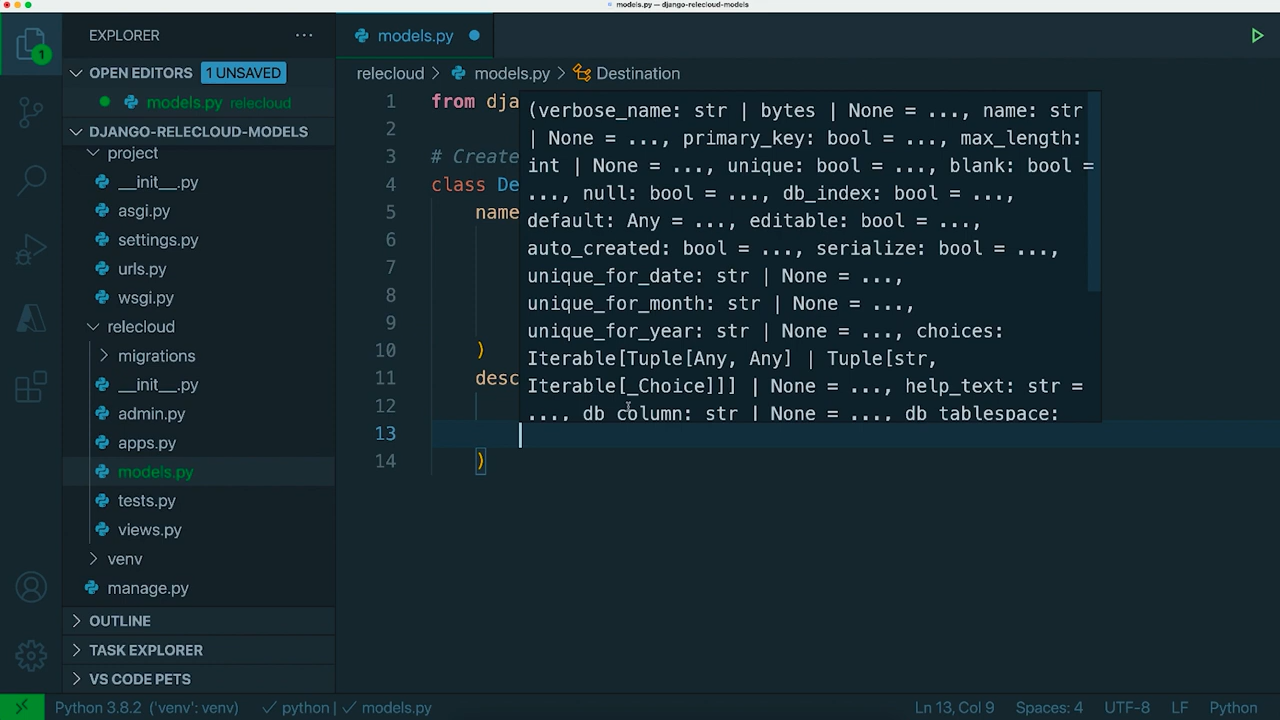 models.py — django-relecloud-models
EXPLORER
models.py
OPEN EDITORS 1 UNSAVED
models.py relecloud
DJANGO-RELECLOUD-MODELS
project
__init__.py
asgi.py
settings.py
urls.py
wsgi.py
relecloud
migrations
__init__.py
admin.py
apps.py
models.py
tests.py
views.py
venv
manage.py
OUTLINE
TASK EXPLORER
VS CODE PETS
1
relecloud > models.py > Destination
1 from dja
2
3 # Create
4 class De
5 name
6
7
8
9
10 )
11 desc
12
13
14 )
(verbose_name: str | bytes | None = ..., name: str
| None = ..., primary_key: bool = ..., max_length:
int | None = ..., unique: bool = ..., blank: bool =
..., null: bool = ..., db_index: bool = ...,
default: Any = ..., editable: bool = ...,
auto_created: bool = ..., serialize: bool = ...,
unique_for_date: str | None = ...,
unique_for_month: str | None = ...,
unique_for_year: str | None = ..., choices:
Iterable[Tuple[Any, Any] | Tuple[str,
Iterable[_Choice]]] | None = ..., help_text: str =
..., db_column: str | None = ..., db_tablespace:
Python 3.8.2 ('venv': venv) ✓ python | ✓ models.py Ln 13, Col 9 Spaces: 4 UTF-8 LF Python